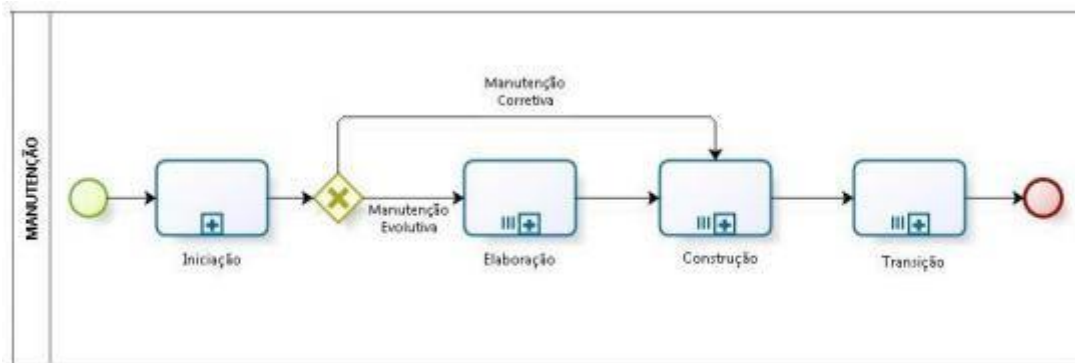 MANUTENÇÃO
Manutenção
Corretiva
Manutenção
Evolutiva
Iniciação
Elaboração
Construção
Transição